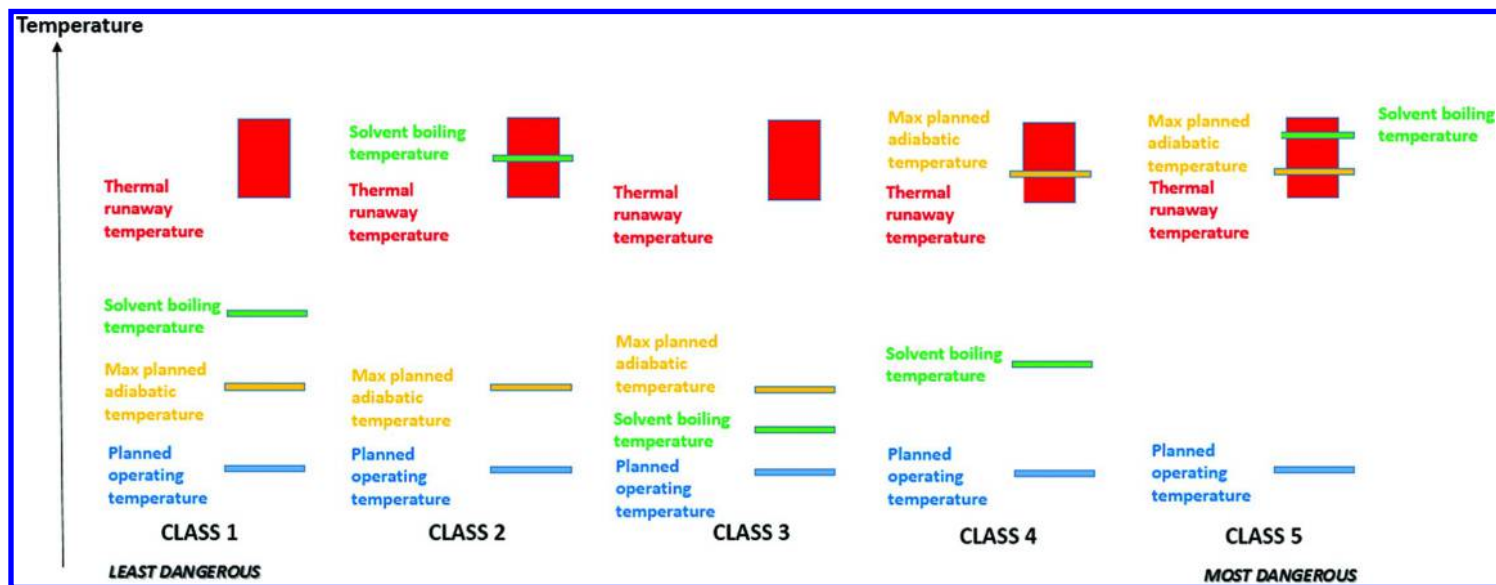 Temperature
Thermal
runaway
temperature
Solvent boiling
temperature
Max planned
adiabatic
temperature
Planned
operating
temperature
CLASS 1
LEAST DANGEROUS
Solvent boiling
temperature
Thermal
runaway
temperature
Max planned
adiabatic
temperature
Planned
operating
temperature
CLASS 2
Thermal
runaway
temperature
Max planned
adiabatic
temperature
Solvent boiling
temperature
Planned
operating
temperature
CLASS 3
Max planned
adiabatic
temperature
Thermal
runaway
temperature
Solvent boiling
temperature
Planned
operating
temperature
CLASS 4
Solvent boiling
temperature
Max planned
adiabatic
temperature
Thermal
runaway
temperature
Planned
operating
temperature
CLASS 5
MOST DANGEROUS